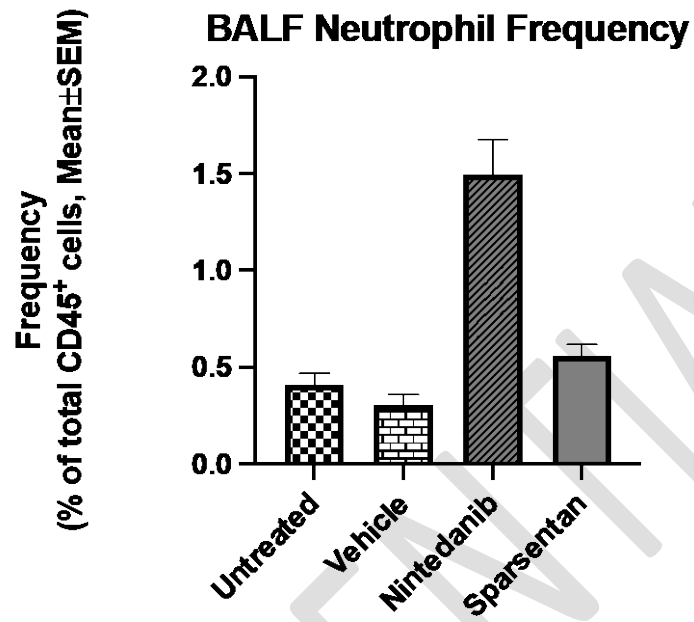 BALF Neutrophil Frequency
Frequency
(% of total CD45⁺ cells, Mean±SEM)
2.0
1.5
1.0
0.5
0.0
Untreated
Vehicle
Nintedanib
Sparsentan